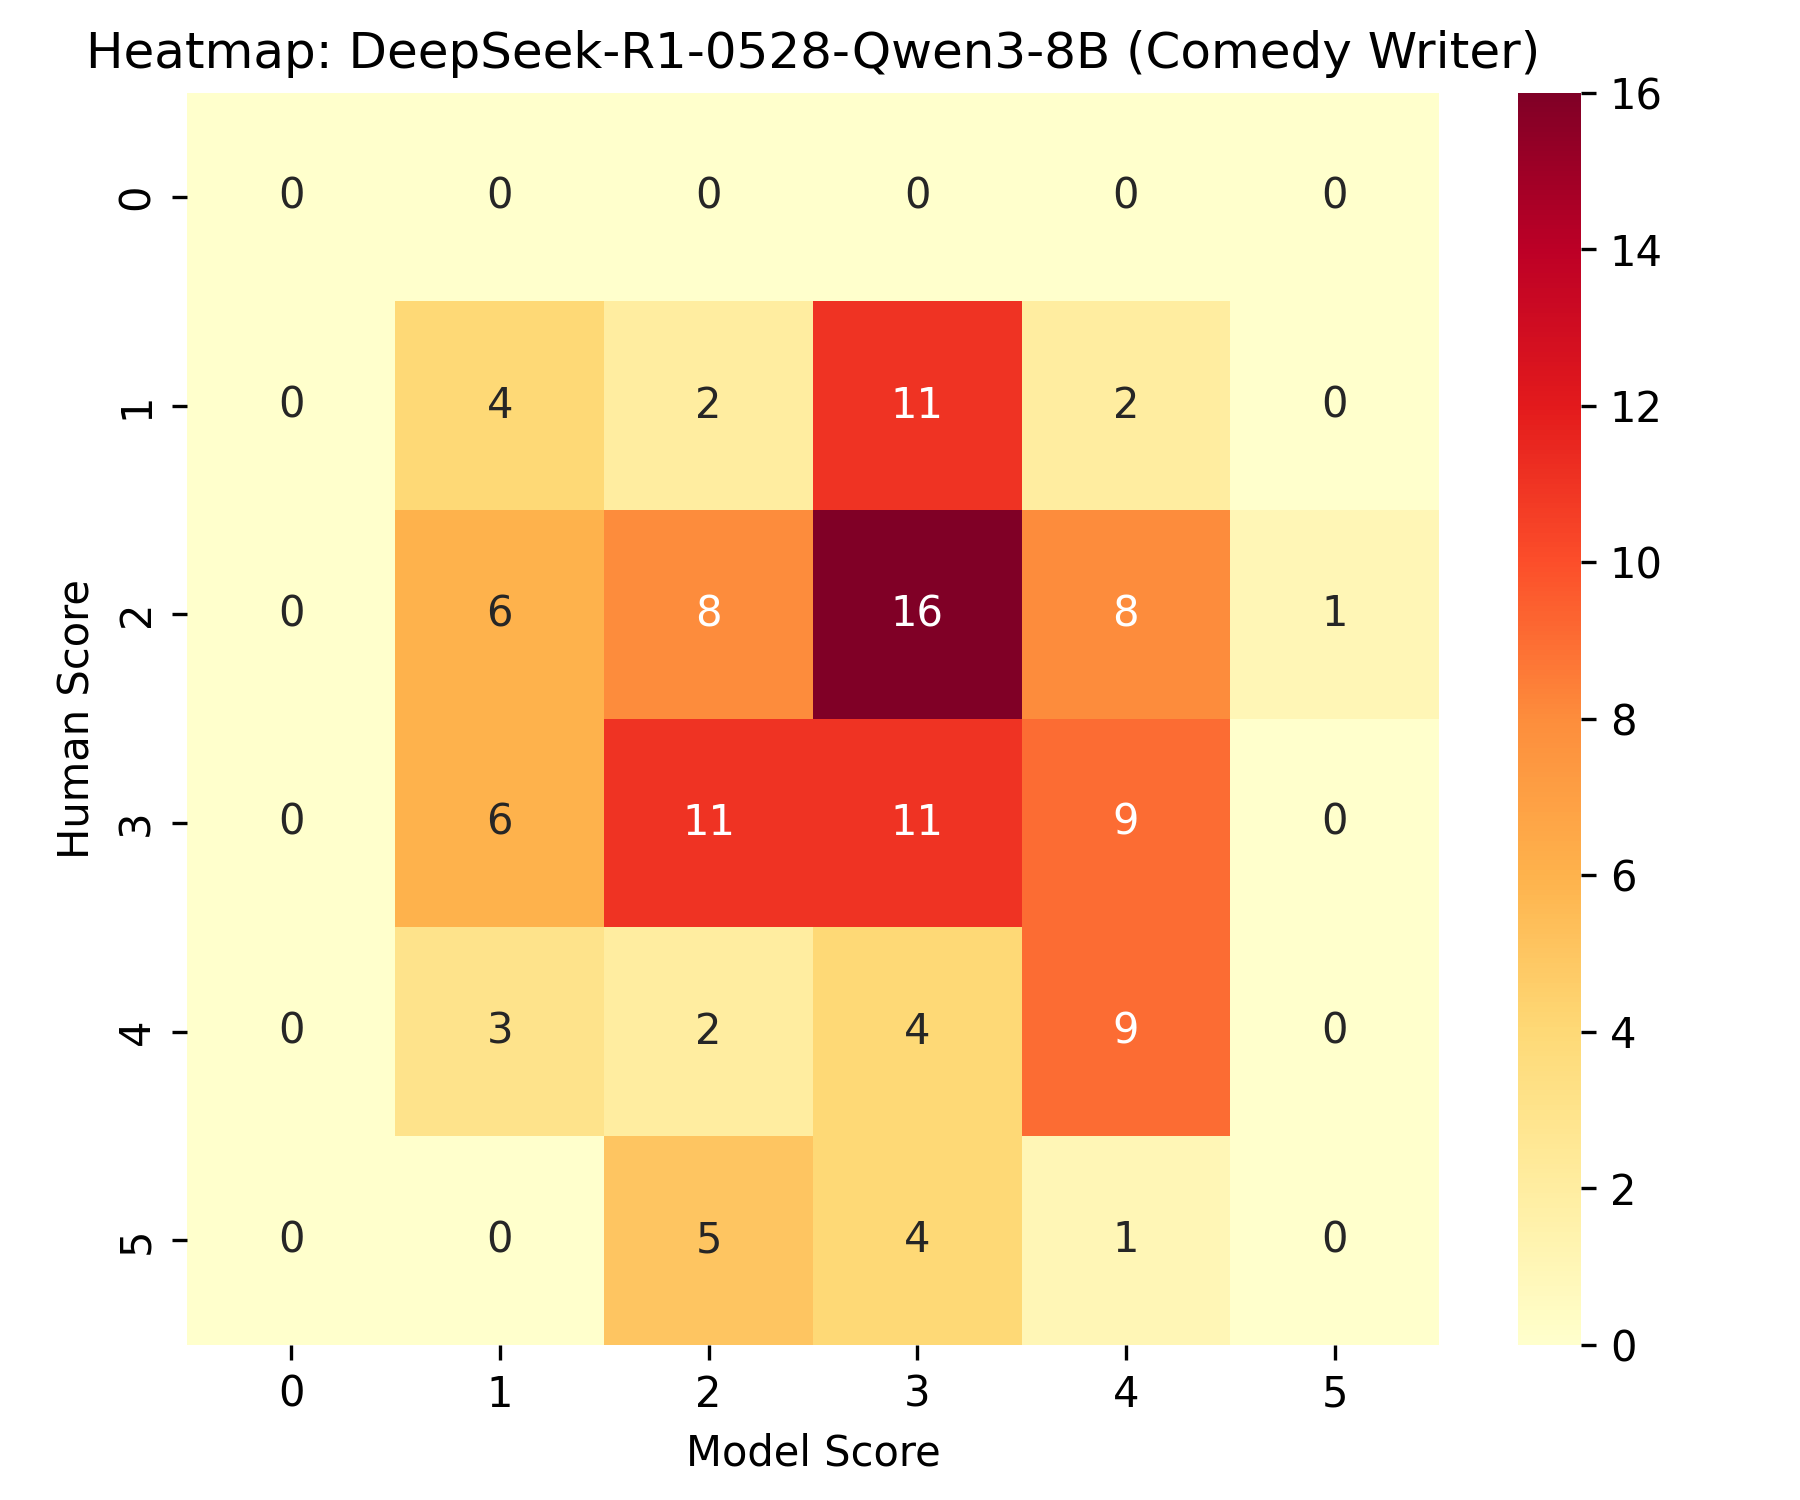 Heatmap: DeepSeek-R1-0528-Qwen3-8B (Comedy Writer)
0 0 0 0 0 0 0
1 0 4 2 11 2 0
2 0 6 8 16 8 1
3 0 6 11 11 9 0
4 0 3 2 4 9 0
5 0 0 5 4 1 0
0 1 2 3 4 5
Model Score
Human Score
16
14
12
10
8
6
4
2
0